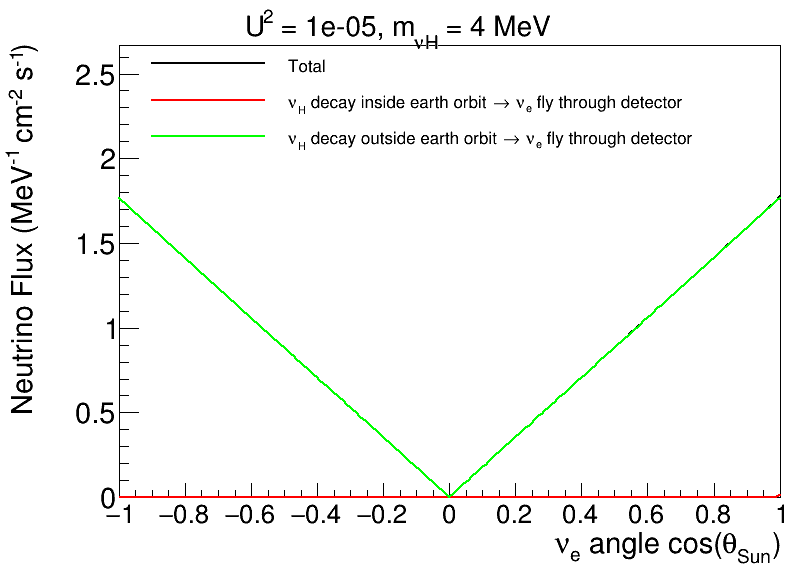 U² = 1e-05, m_νH = 4 MeV
Total
ν_H decay inside earth orbit → ν_e fly through detector
ν_H decay outside earth orbit → ν_e fly through detector
Neutrino Flux (MeV⁻¹ cm⁻² s⁻¹)
2.5
2
1.5
1
0.5
0
−1 −0.8 −0.6 −0.4 −0.2 0 0.2 0.4 0.6 0.8 1
ν_e angle cos(θ_Sun)